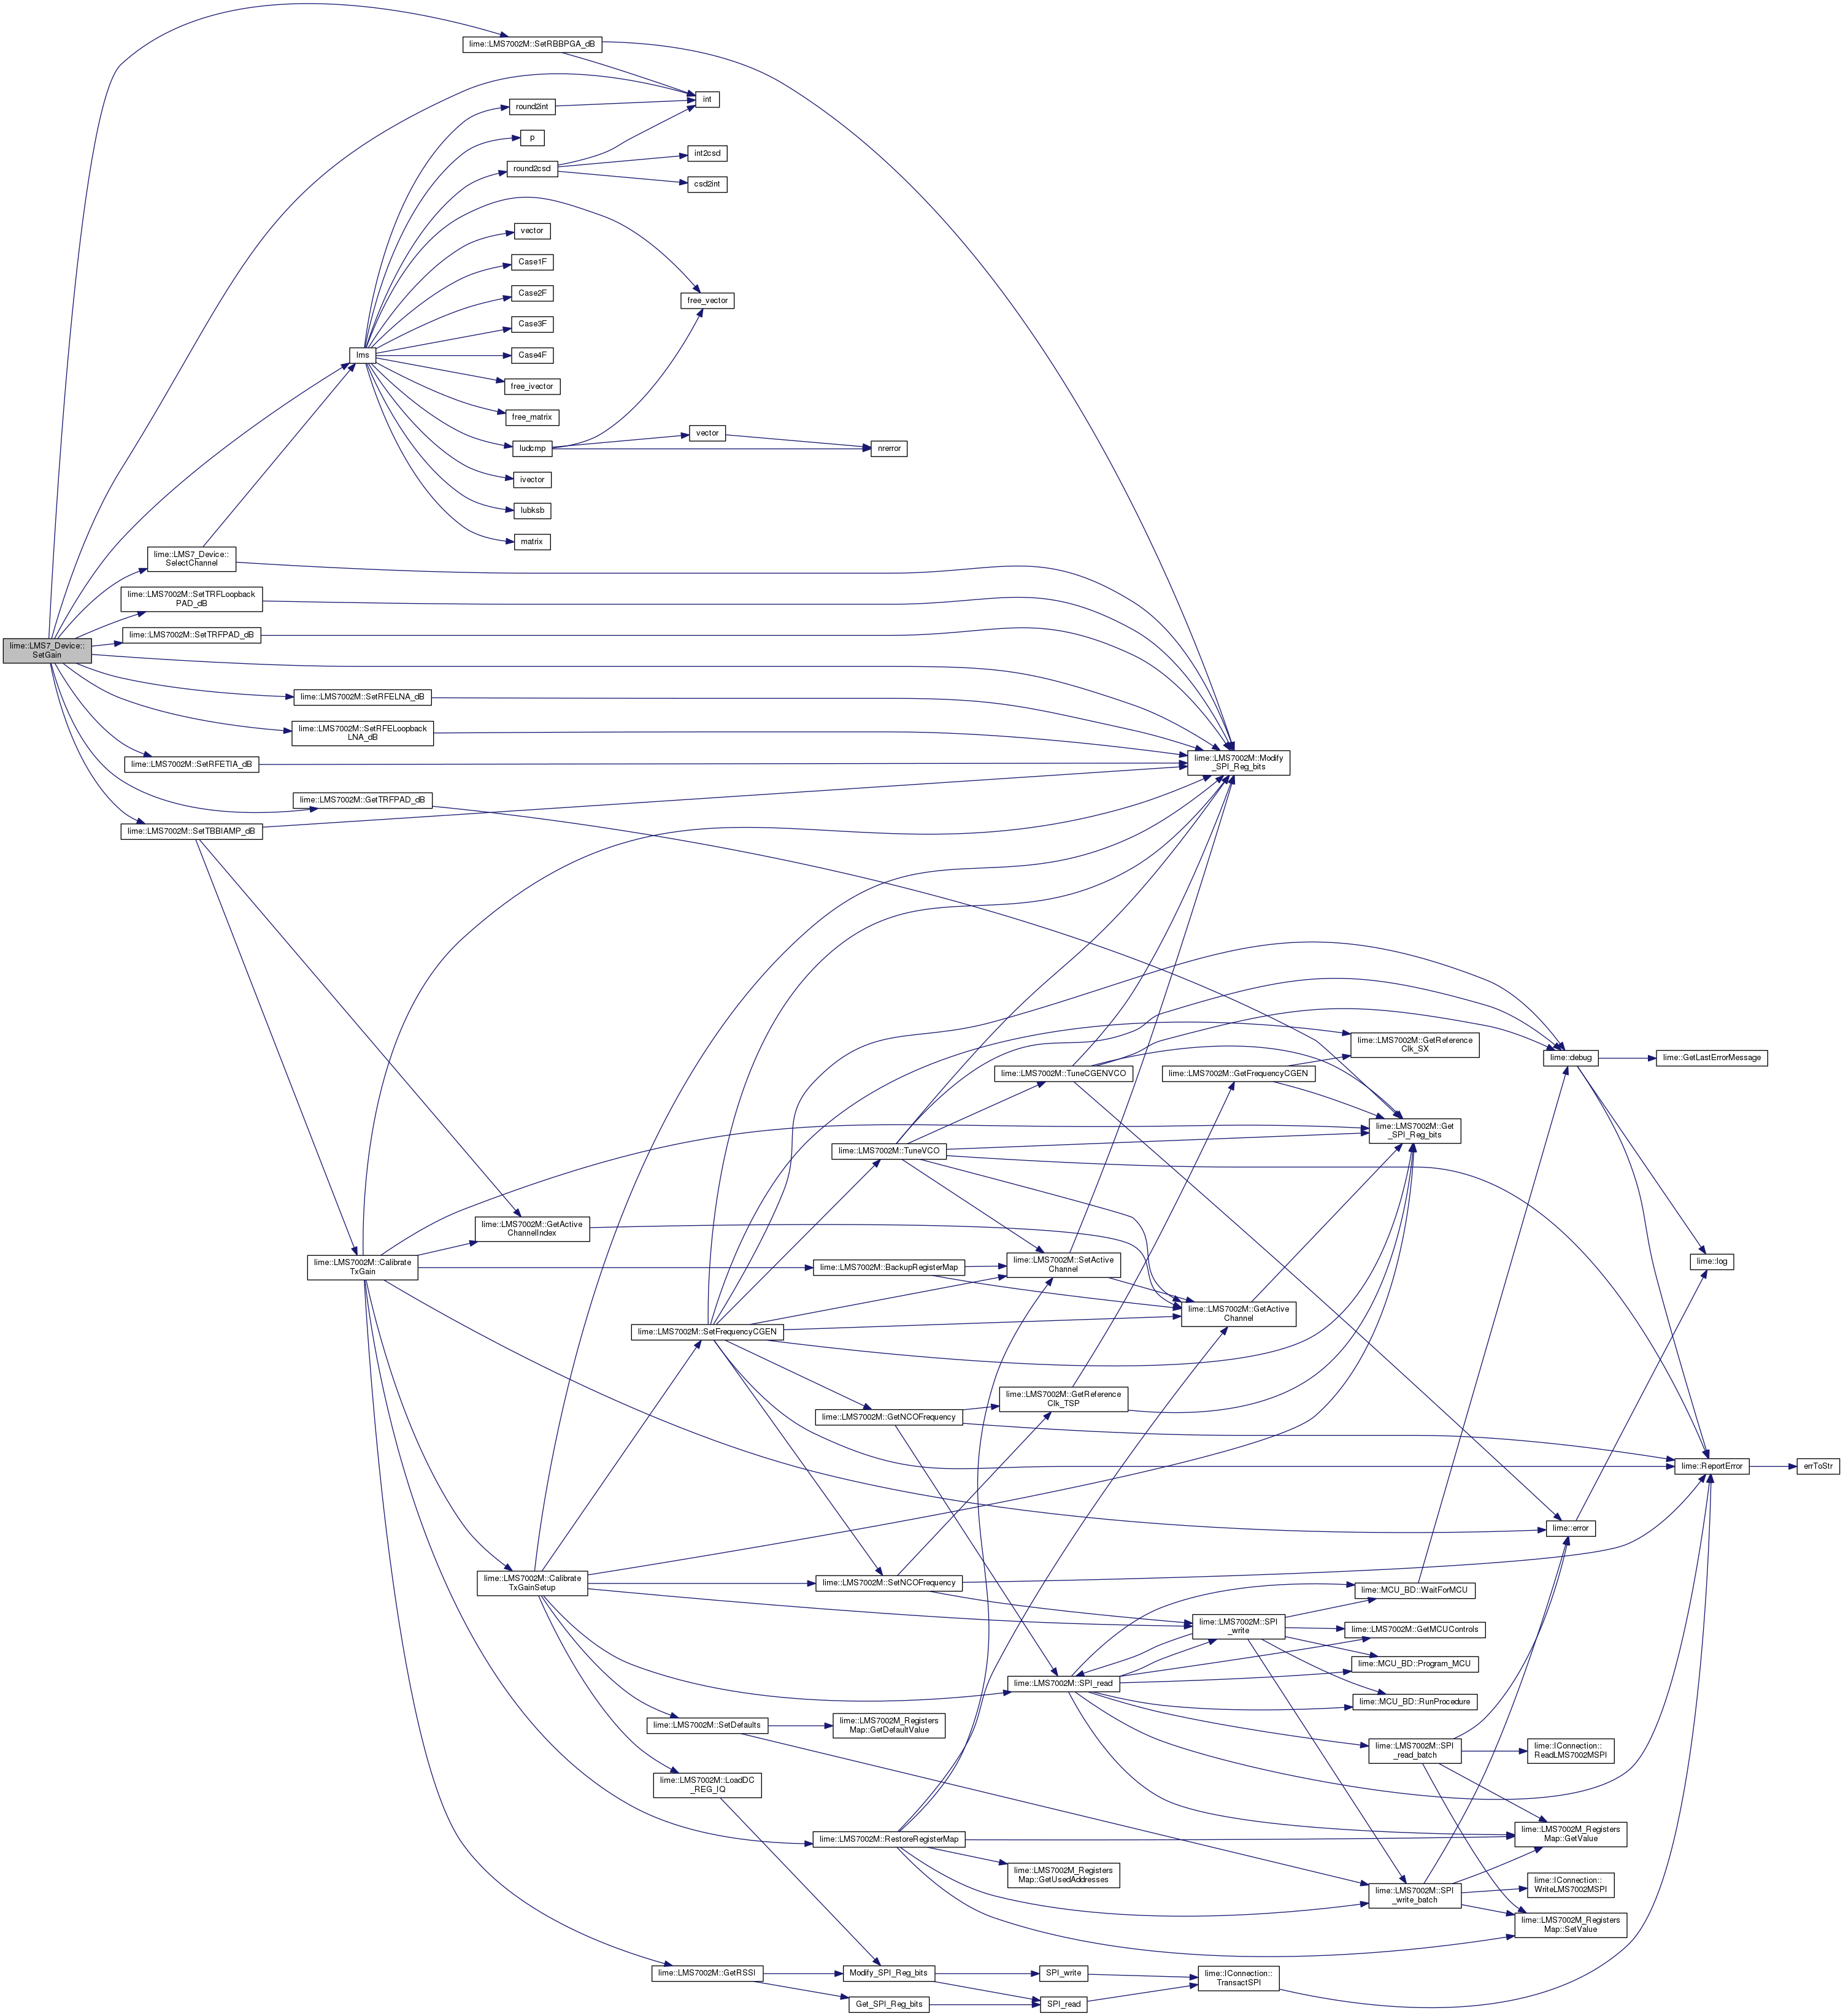 lime::LMS7002M::SetRBBPGA_dB
int
round2int
p
round2csd
int2csd
csd2int
vector
Case1F
Case2F
free_vector
Case3F
lms
Case4F
free_ivector
free_matrix
vector
ludcmp
nrerror
ivector
lubksb
matrix
lime::LMS7_Device::
SelectChannel
lime::LMS7002M::SetTRFLoopback
PAD_dB
lime::LMS7002M::SetTRFPAD_dB
lime::LMS7_Device::
SetGain
lime::LMS7002M::SetRFELNA_dB
lime::LMS7002M::SetRFELoopback
LNA_dB
lime::LMS7002M::SetRFETIA_dB
lime::LMS7002M::Modify
_SPI_Reg_bits
lime::LMS7002M::GetTRFPAD_dB
lime::LMS7002M::SetTBBIAMP_dB
lime::LMS7002M::GetReference
Clk_SX
lime::debug
lime::GetLastErrorMessage
lime::LMS7002M::TuneCGENVCO
lime::LMS7002M::GetFrequencyCGEN
lime::LMS7002M::Get
_SPI_Reg_bits
lime::LMS7002M::TuneVCO
lime::LMS7002M::GetActive
ChannelIndex
lime::LMS7002M::Calibrate
TxGain
lime::LMS7002M::BackupRegisterMap
lime::LMS7002M::SetActive
Channel
lime::log
lime::LMS7002M::GetActive
Channel
lime::LMS7002M::SetFrequencyCGEN
lime::LMS7002M::GetReference
Clk_TSP
lime::LMS7002M::GetNCOFrequency
lime::ReportError
errToStr
lime::error
lime::LMS7002M::Calibrate
TxGainSetup
lime::LMS7002M::SetNCOFrequency
lime::MCU_BD::WaitForMCU
lime::LMS7002M::SPI
_write
lime::LMS7002M::GetMCUControls
lime::MCU_BD::Program_MCU
lime::LMS7002M::SPI_read
lime::MCU_BD::RunProcedure
lime::LMS7002M::SetDefaults
lime::LMS7002M_Registers
Map::GetDefaultValue
lime::LMS7002M::SPI
_read_batch
lime::IConnection::
ReadLMS7002MSPI
lime::LMS7002M::LoadDC
_REG_IQ
lime::LMS7002M::RestoreRegisterMap
lime::LMS7002M_Registers
Map::GetValue
lime::LMS7002M_Registers
Map::GetUsedAddresses
lime::LMS7002M::SPI
_write_batch
lime::IConnection::
WriteLMS7002MSPI
lime::LMS7002M_Registers
Map::SetValue
lime::LMS7002M::GetRSSI
Modify_SPI_Reg_bits
SPI_write
lime::IConnection::
TransactSPI
Get_SPI_Reg_bits
SPI_read